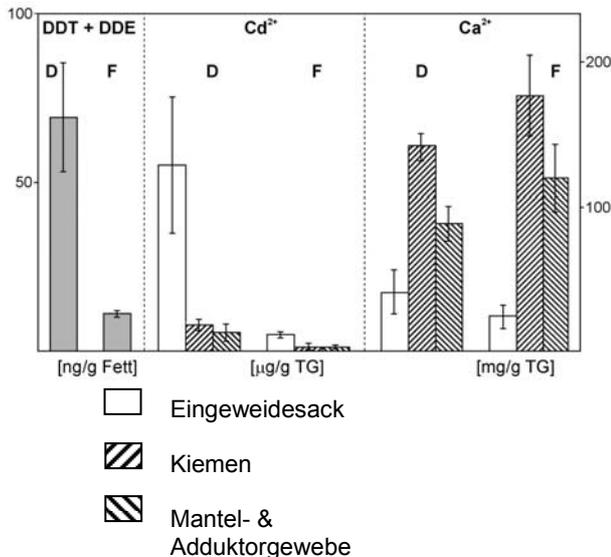 100
DDT + DDE
Cd²⁺
Ca²⁺
D
F
D
F
D
F
200
50
100
[ng/g Fett]
[µg/g TG]
[mg/g TG]
Eingeweidesack
Kiemen
Mantel- &
Adduktorgewebe